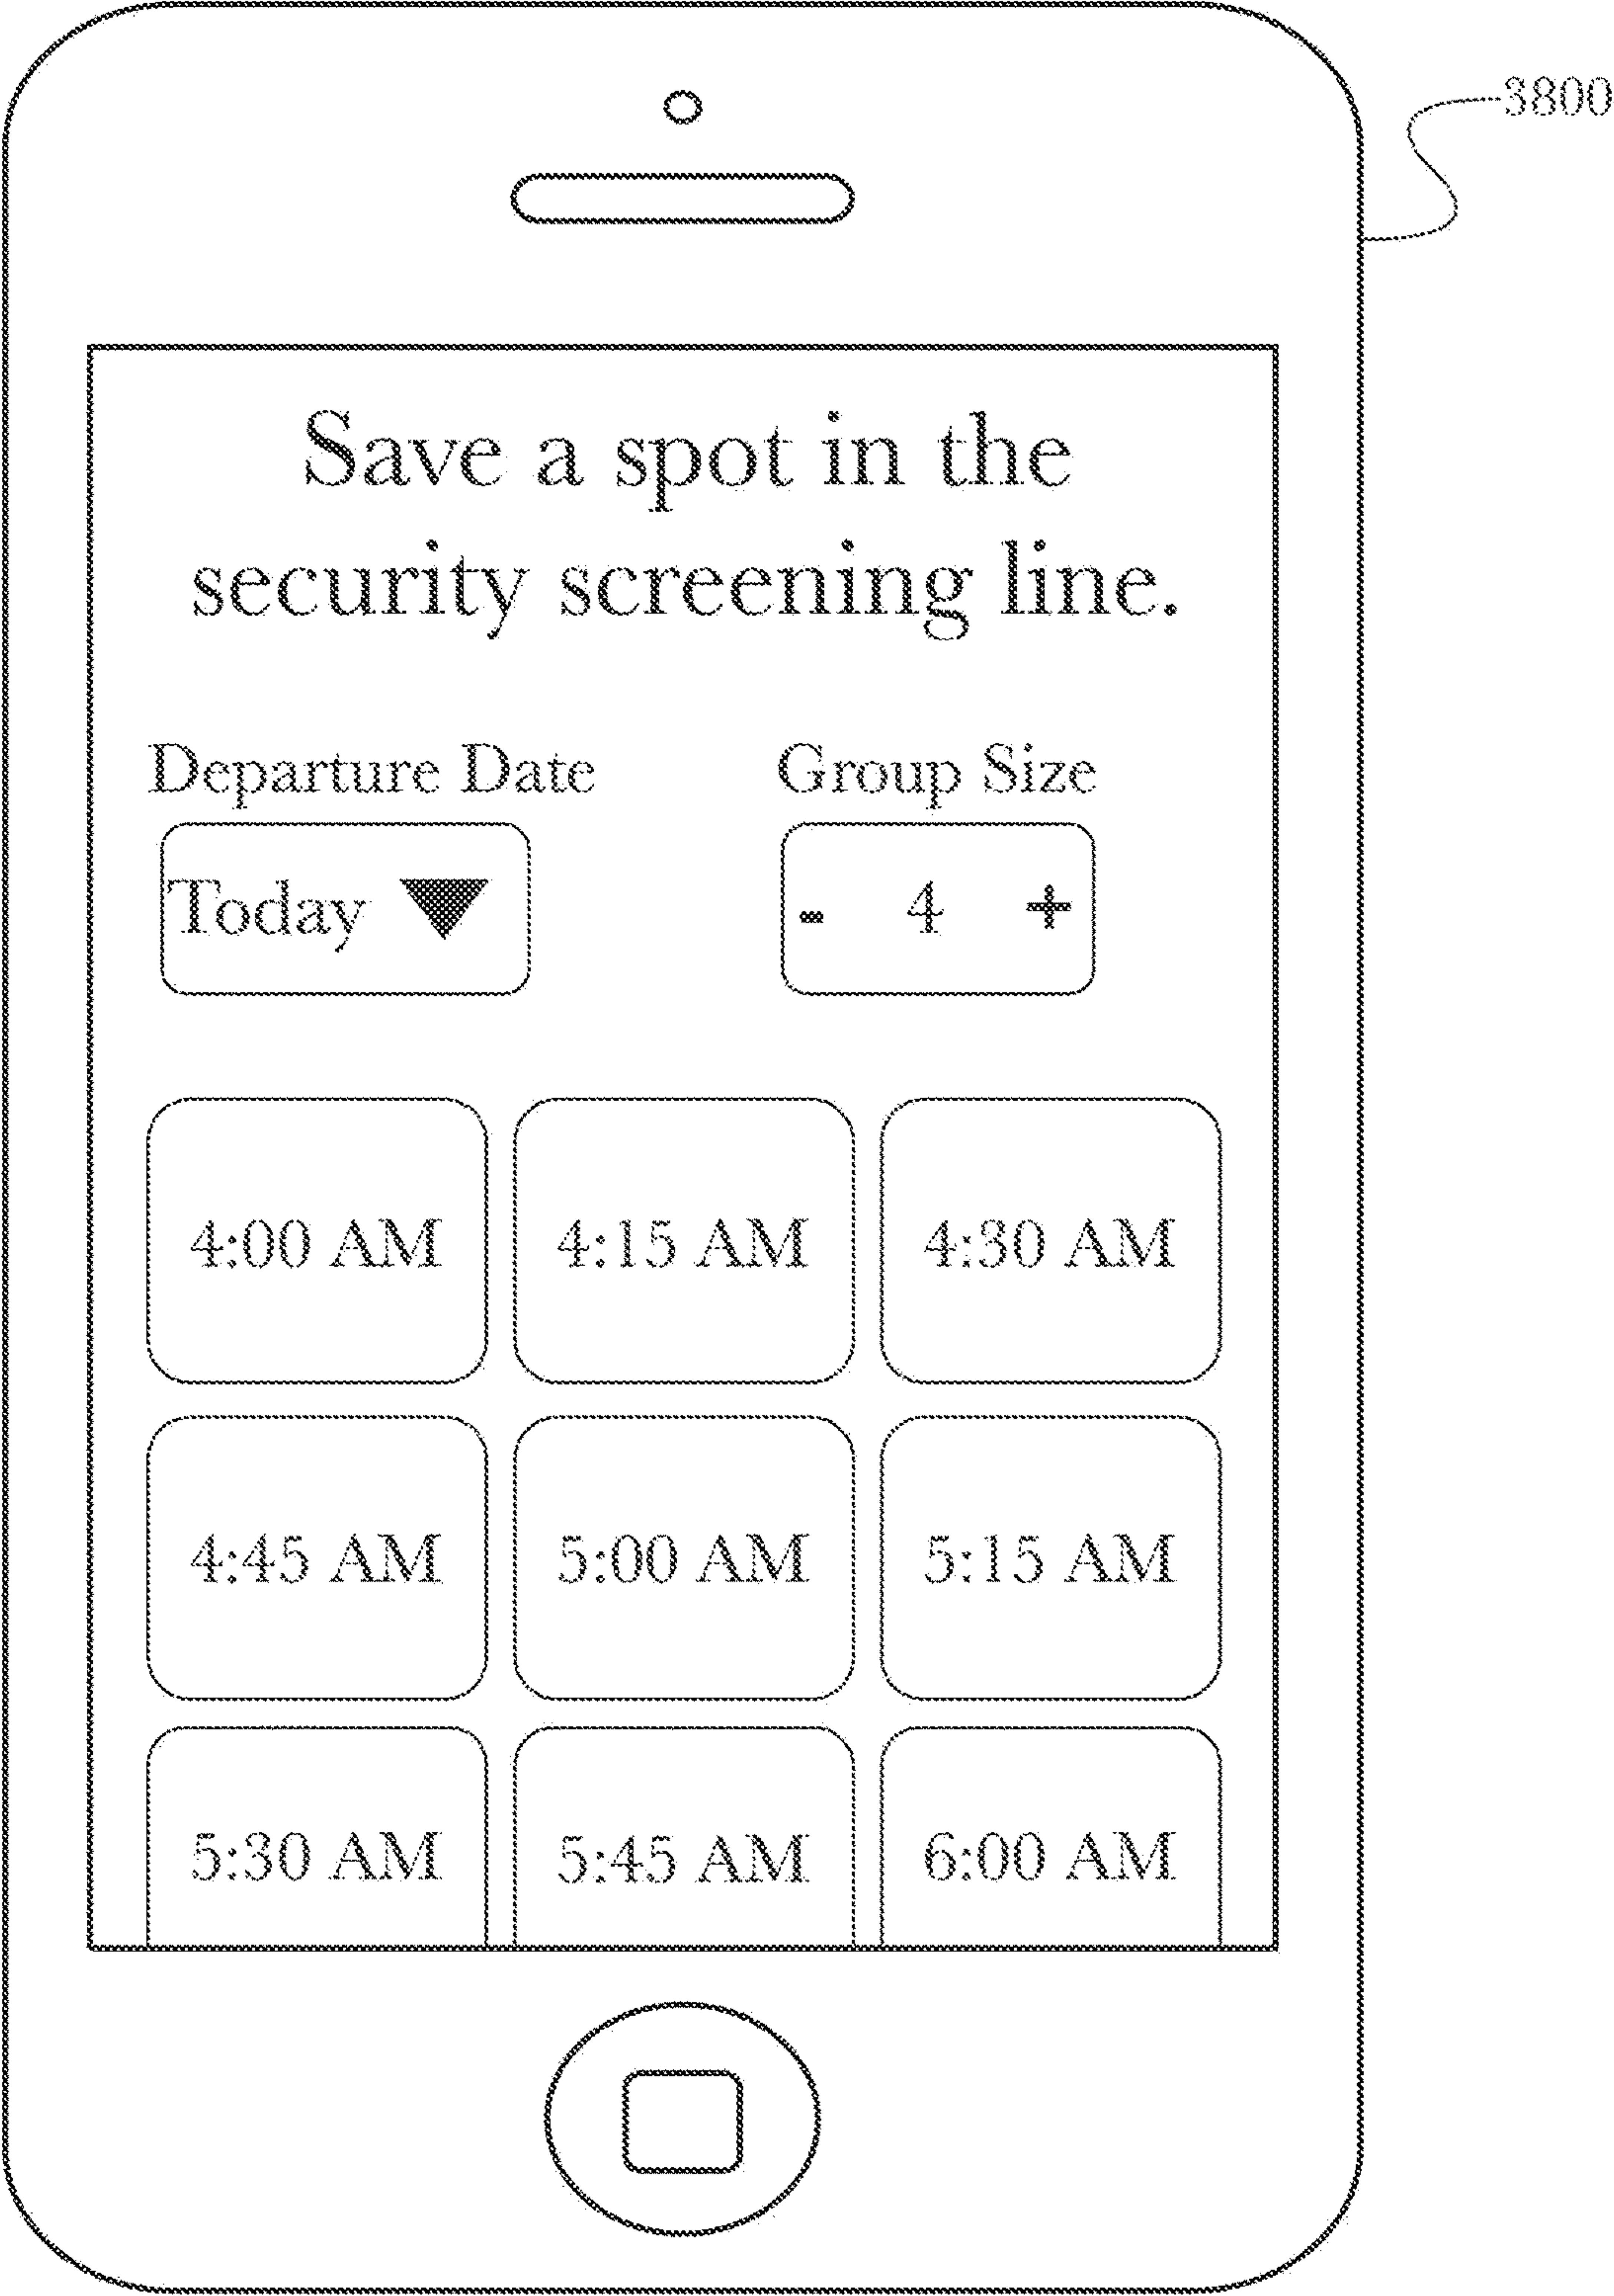 3800
Save a spot in the
security screening line.
Departure Date Group Size
Today - 4 +
4:00 AM 4:15 AM 4:30 AM
4:45 AM 5:00 AM 5:15 AM
5:30 AM 5:45 AM 6:00 AM